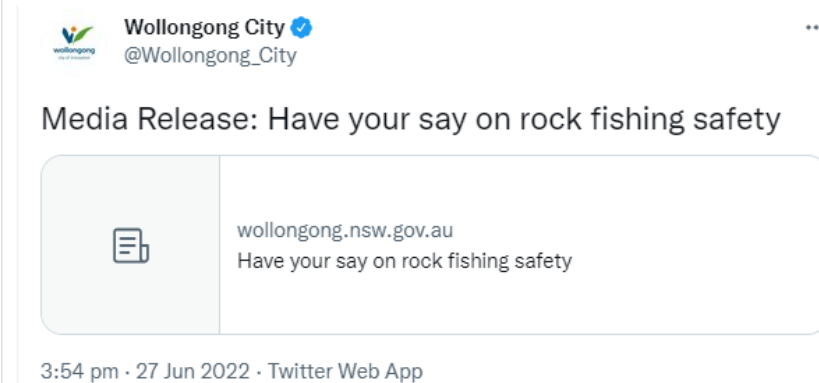 Wollongong City
@Wollongong_City
wollongong
Media Release: Have your say on rock fishing safety
wollongong.nsw.gov.au
Have your say on rock fishing safety
3:54 pm · 27 Jun 2022 · Twitter Web App